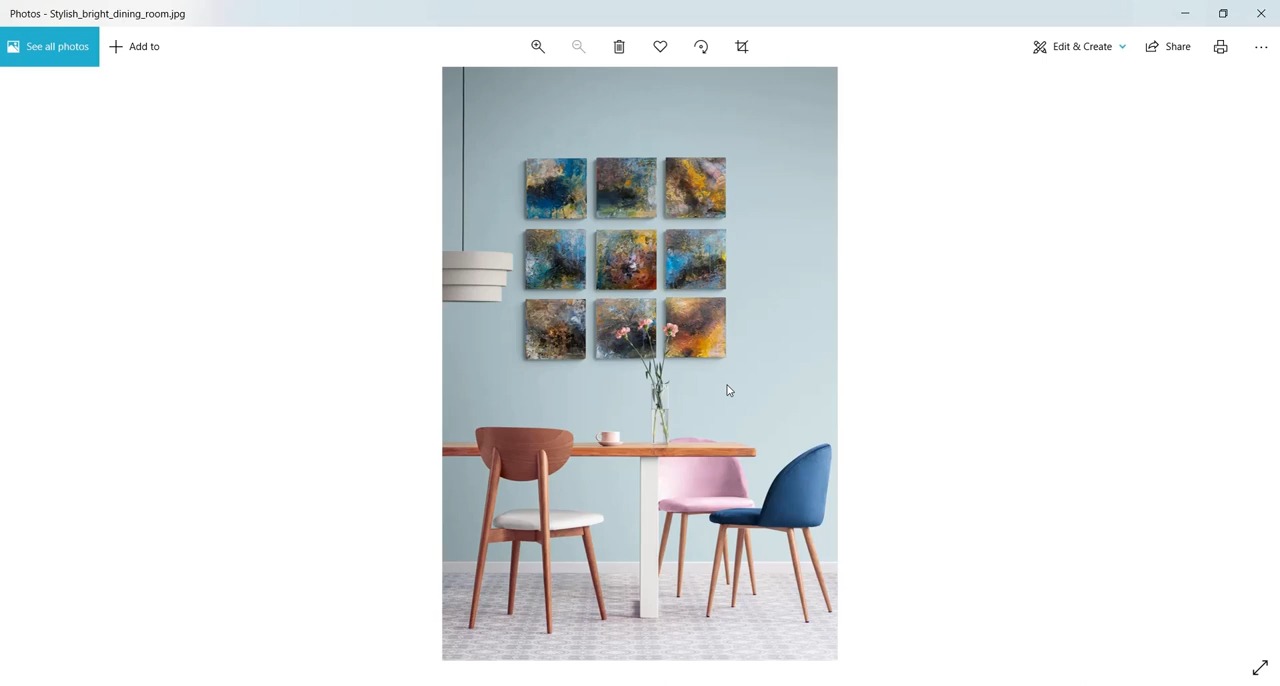 Photos - Stylish_bright_dining_room.jpg
See all photos
Add to
Edit & Create
Share